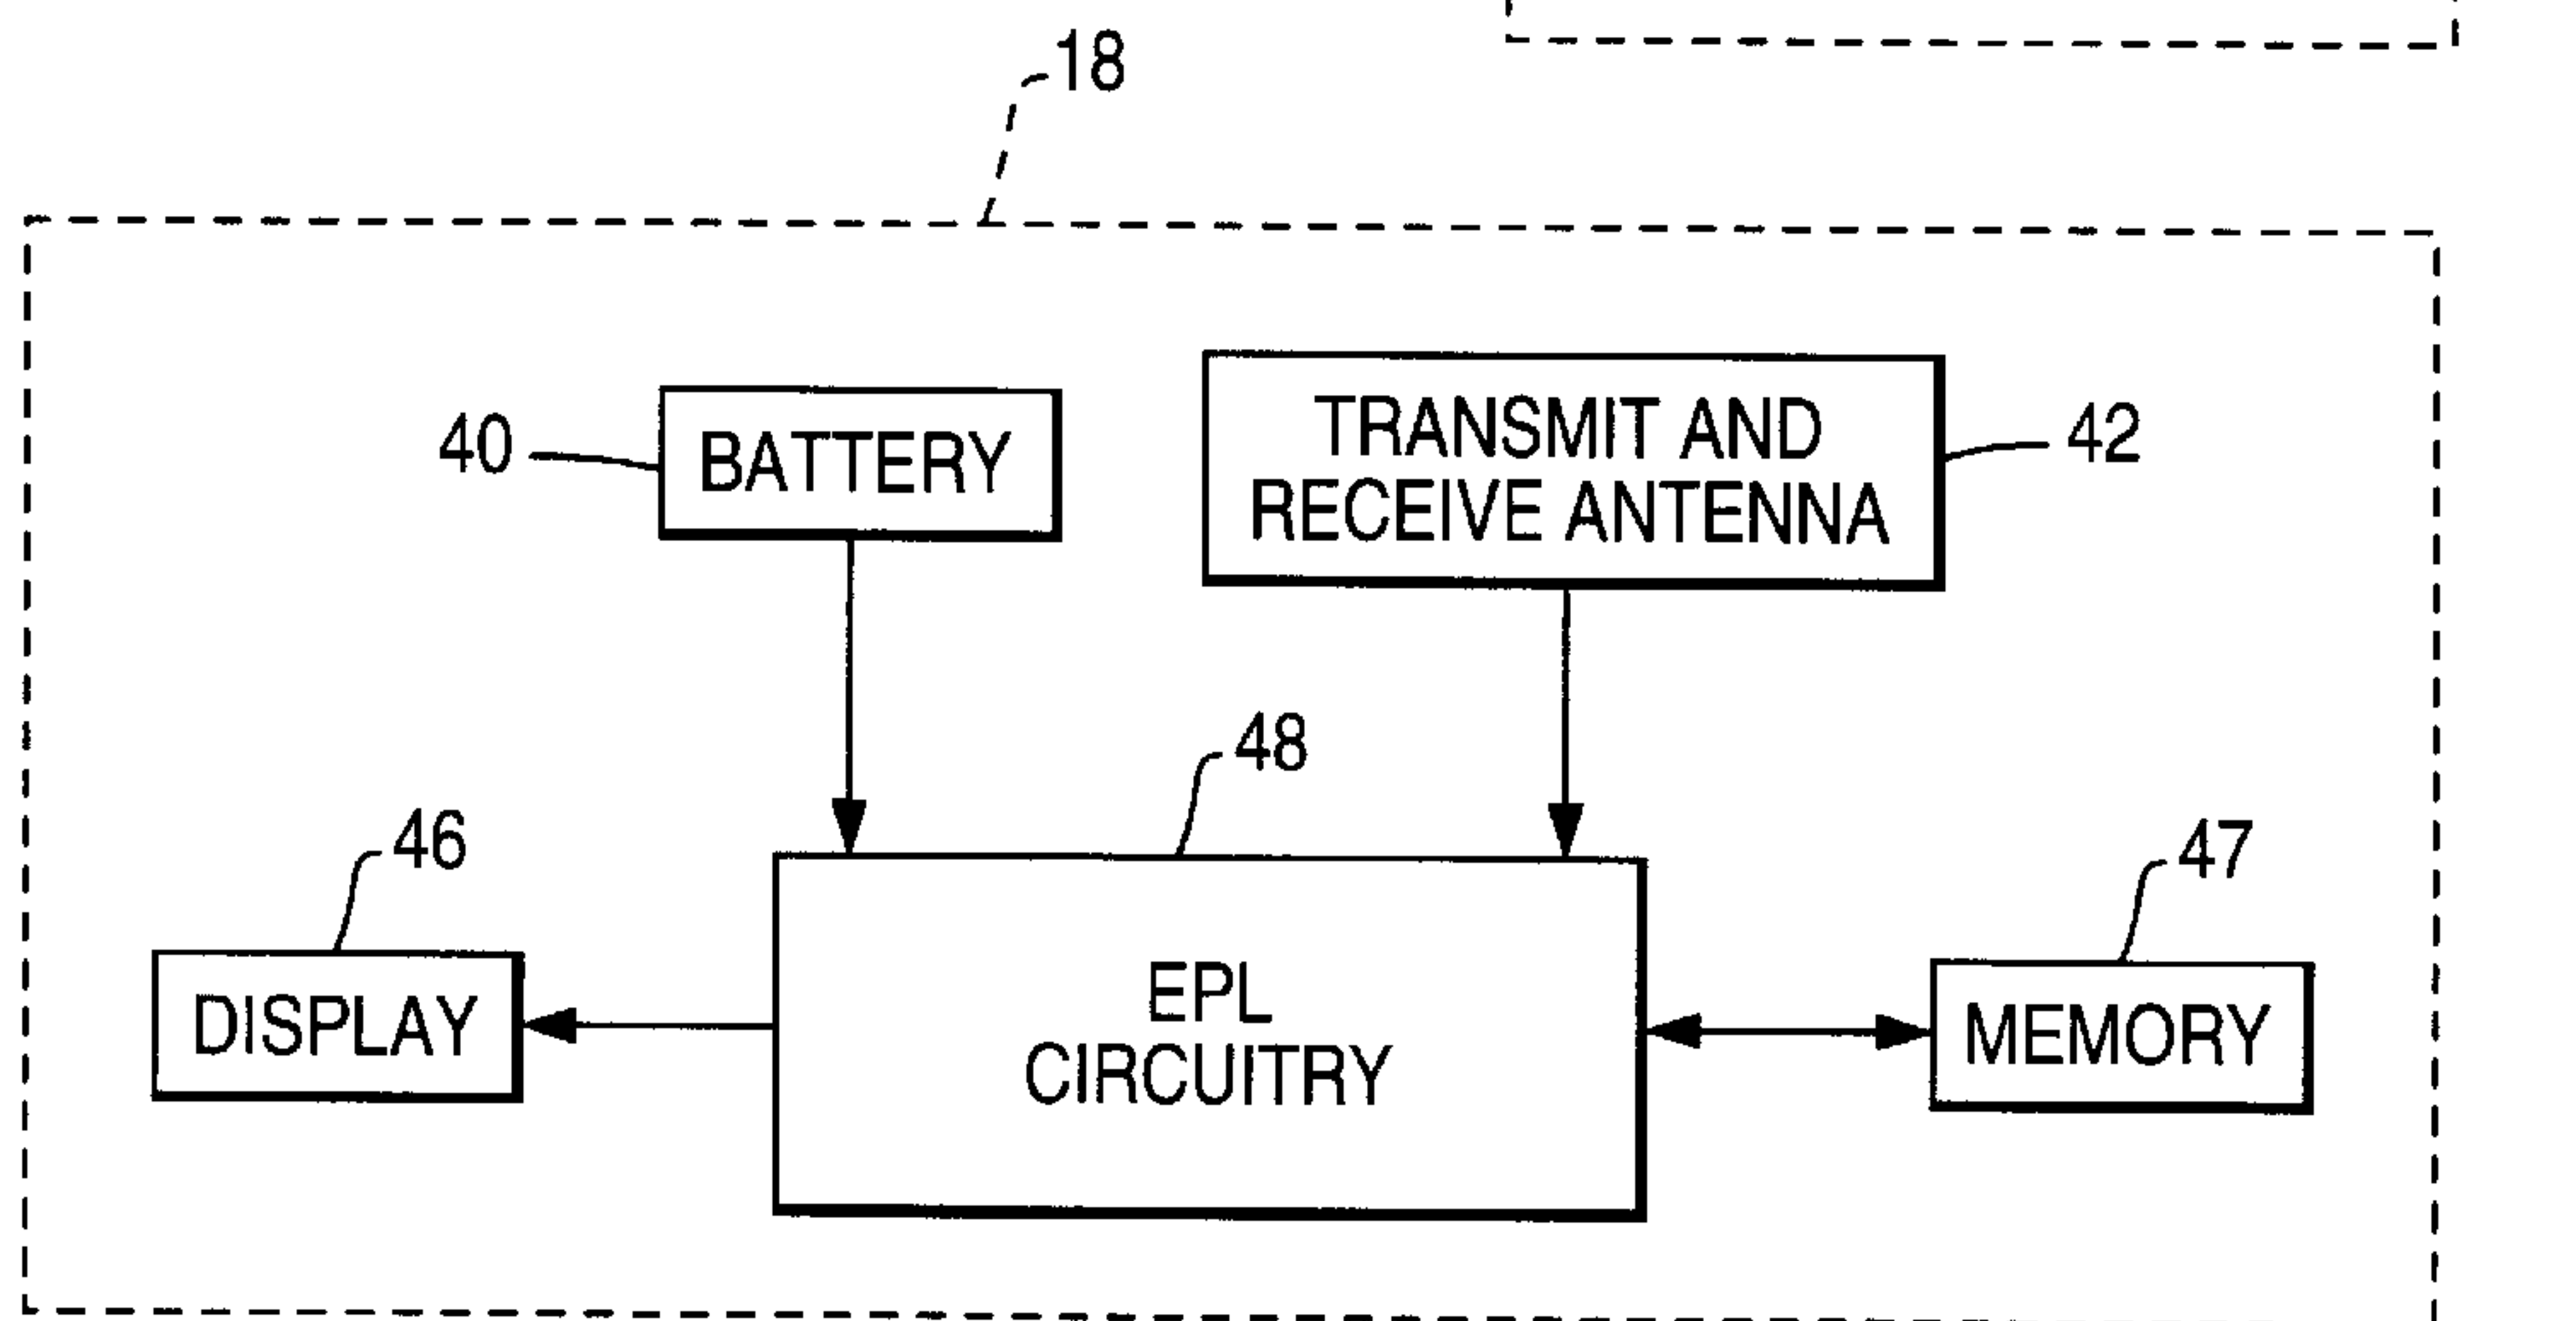 18
40
BATTERY
TRANSMIT AND
RECEIVE ANTENNA
42
48
46
47
DISPLAY
EPL
CIRCUITRY
MEMORY